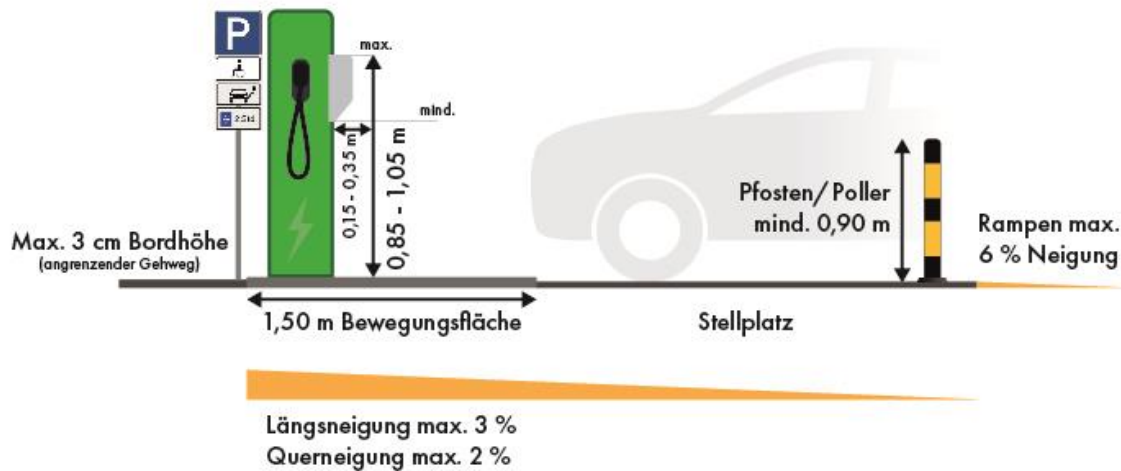 P
max.
mind.
0,15 - 0,35 m
0,85 - 1,05 m
Pfosten/Poller
mind. 0,90 m
Max. 3 cm Bordhöhe
(angrenzender Gehweg)
Rampen max.
6 % Neigung
1,50 m Bewegungsfläche
Stellplatz
Längsneigung max. 3 %
Querneigung max. 2 %